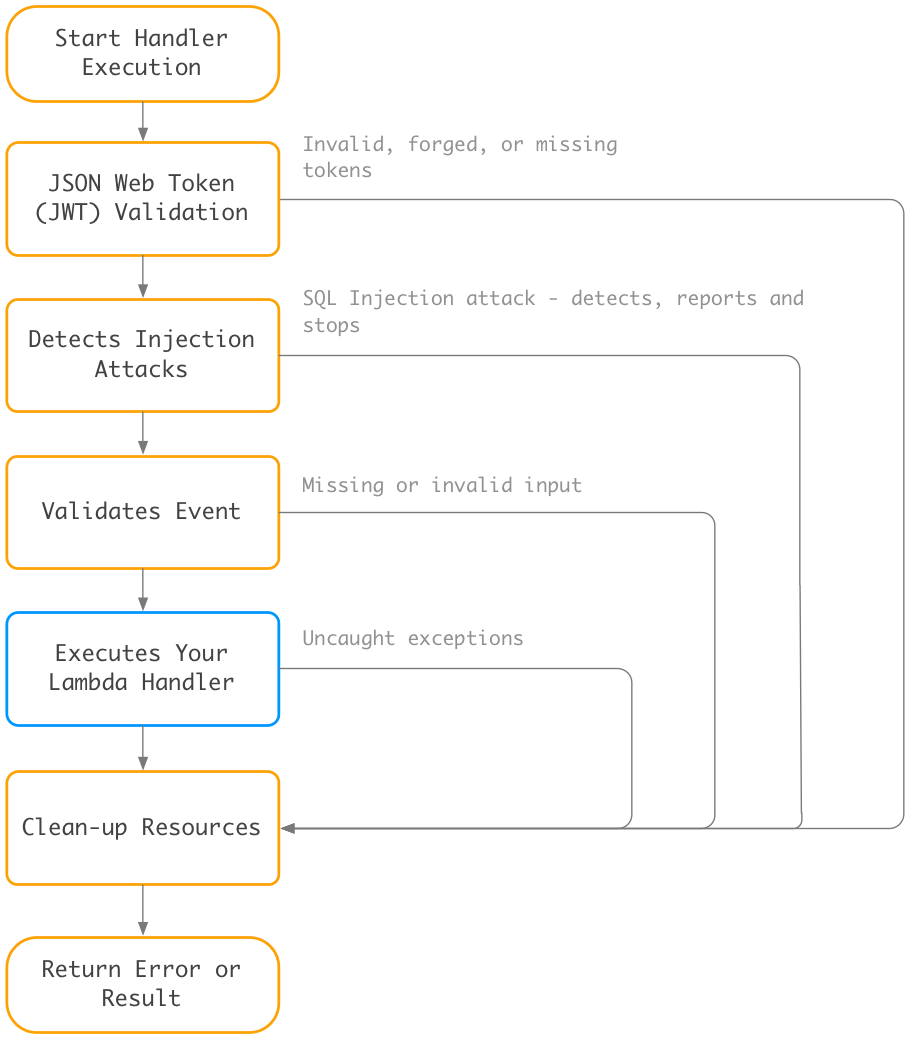 Start Handler
Execution
Invalid, forged, or missing
tokens
JSON Web Token
(JWT) Validation
SQL Injection attack - detects, reports and
stops
Detects Injection
Attacks
Missing or invalid input
Validates Event
Uncaught exceptions
Executes Your
Lambda Handler
Clean-up Resources
Return Error or
Result